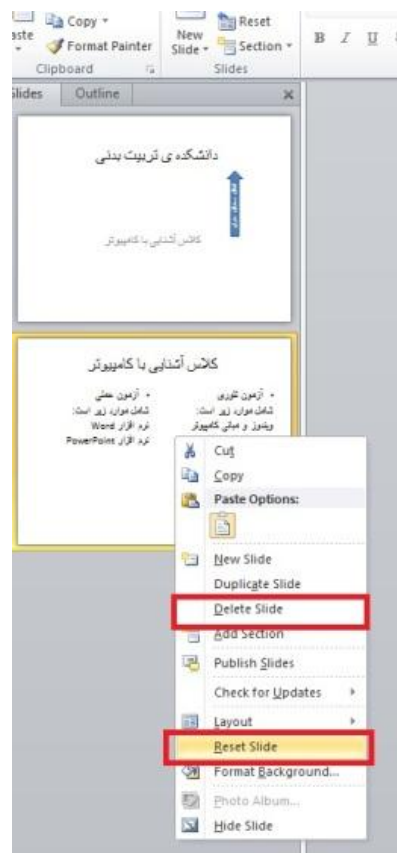 Copy
Reset
aste
Format Painter
New
Slide
Section
B I U
Clipboard
Slides
lides
Outline
دانشکده ی تربیت بدنی
کلاس آشنایی با کامپیوتر
کلاس آشنایی با کامپیوتر
• آزمون تئوری
شامل موارد زیر است:
ویندوز و مبانی کامپیوتر
• آزمون عملی
شامل موارد زیر است:
نرم افزار Word
نرم افزار PowerPoint
Cut
Copy
Paste Options:
New Slide
Duplicate Slide
Delete Slide
Add Section
Publish Slides
Check for Updates
Layout
Reset Slide
Format Background...
Photo Album...
Hide Slide